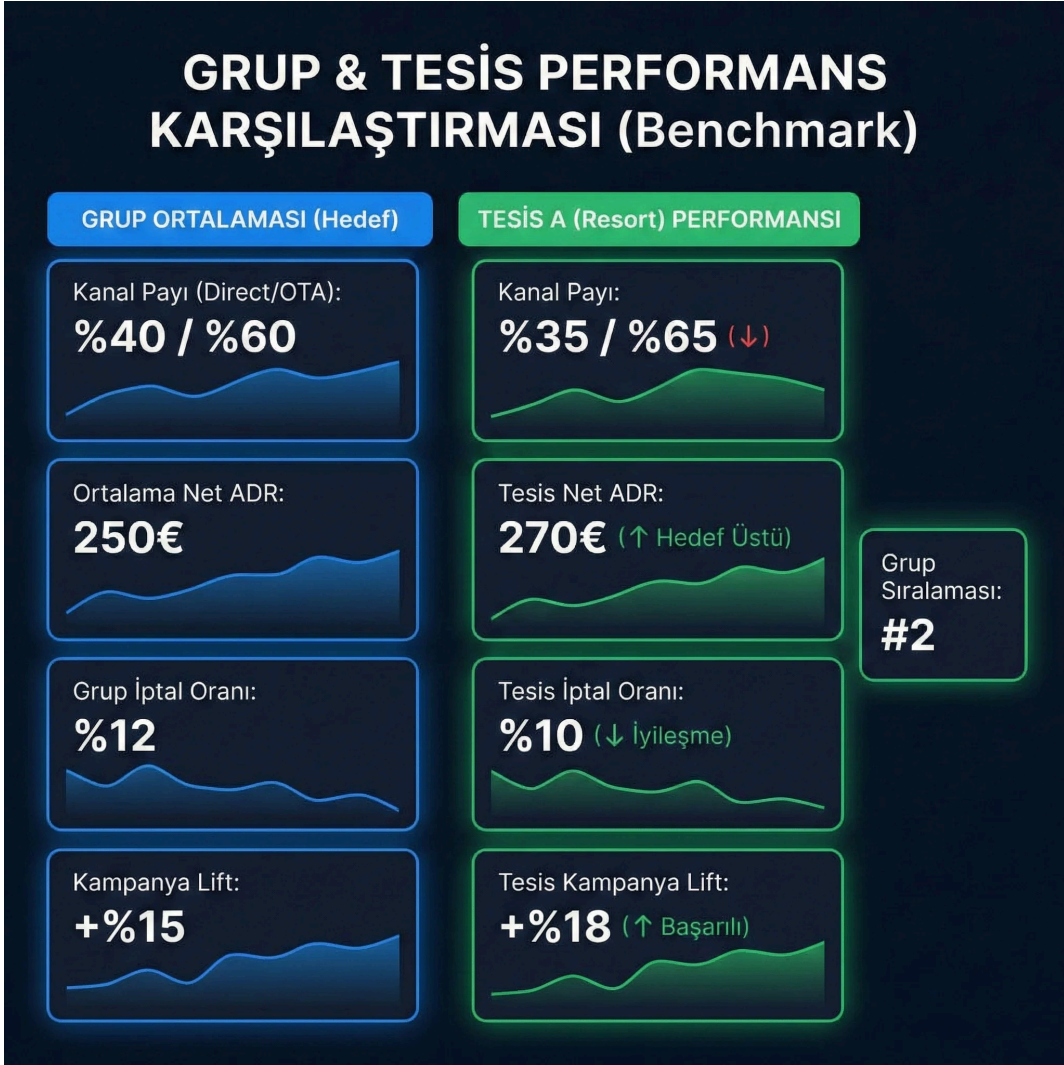 GRUP & TESİS PERFORMANS
KARŞILAŞTIRMASI (Benchmark)
GRUP ORTALAMASI (Hedef)
Kanal Payı (Direct/OTA):
%40 / %60
Ortalama Net ADR:
250€
Grup İptal Oranı:
%12
Kampanya Lift:
+%15
TESİS A (Resort) PERFORMANSI
Kanal Payı:
%35 / %65 (↓)
Tesis Net ADR:
270€ (↑ Hedef Üstü)
Tesis İptal Oranı:
%10 (↓ İyileşme)
Tesis Kampanya Lift:
+%18 (↑ Başarılı)
Grup
Sıralaması:
#2